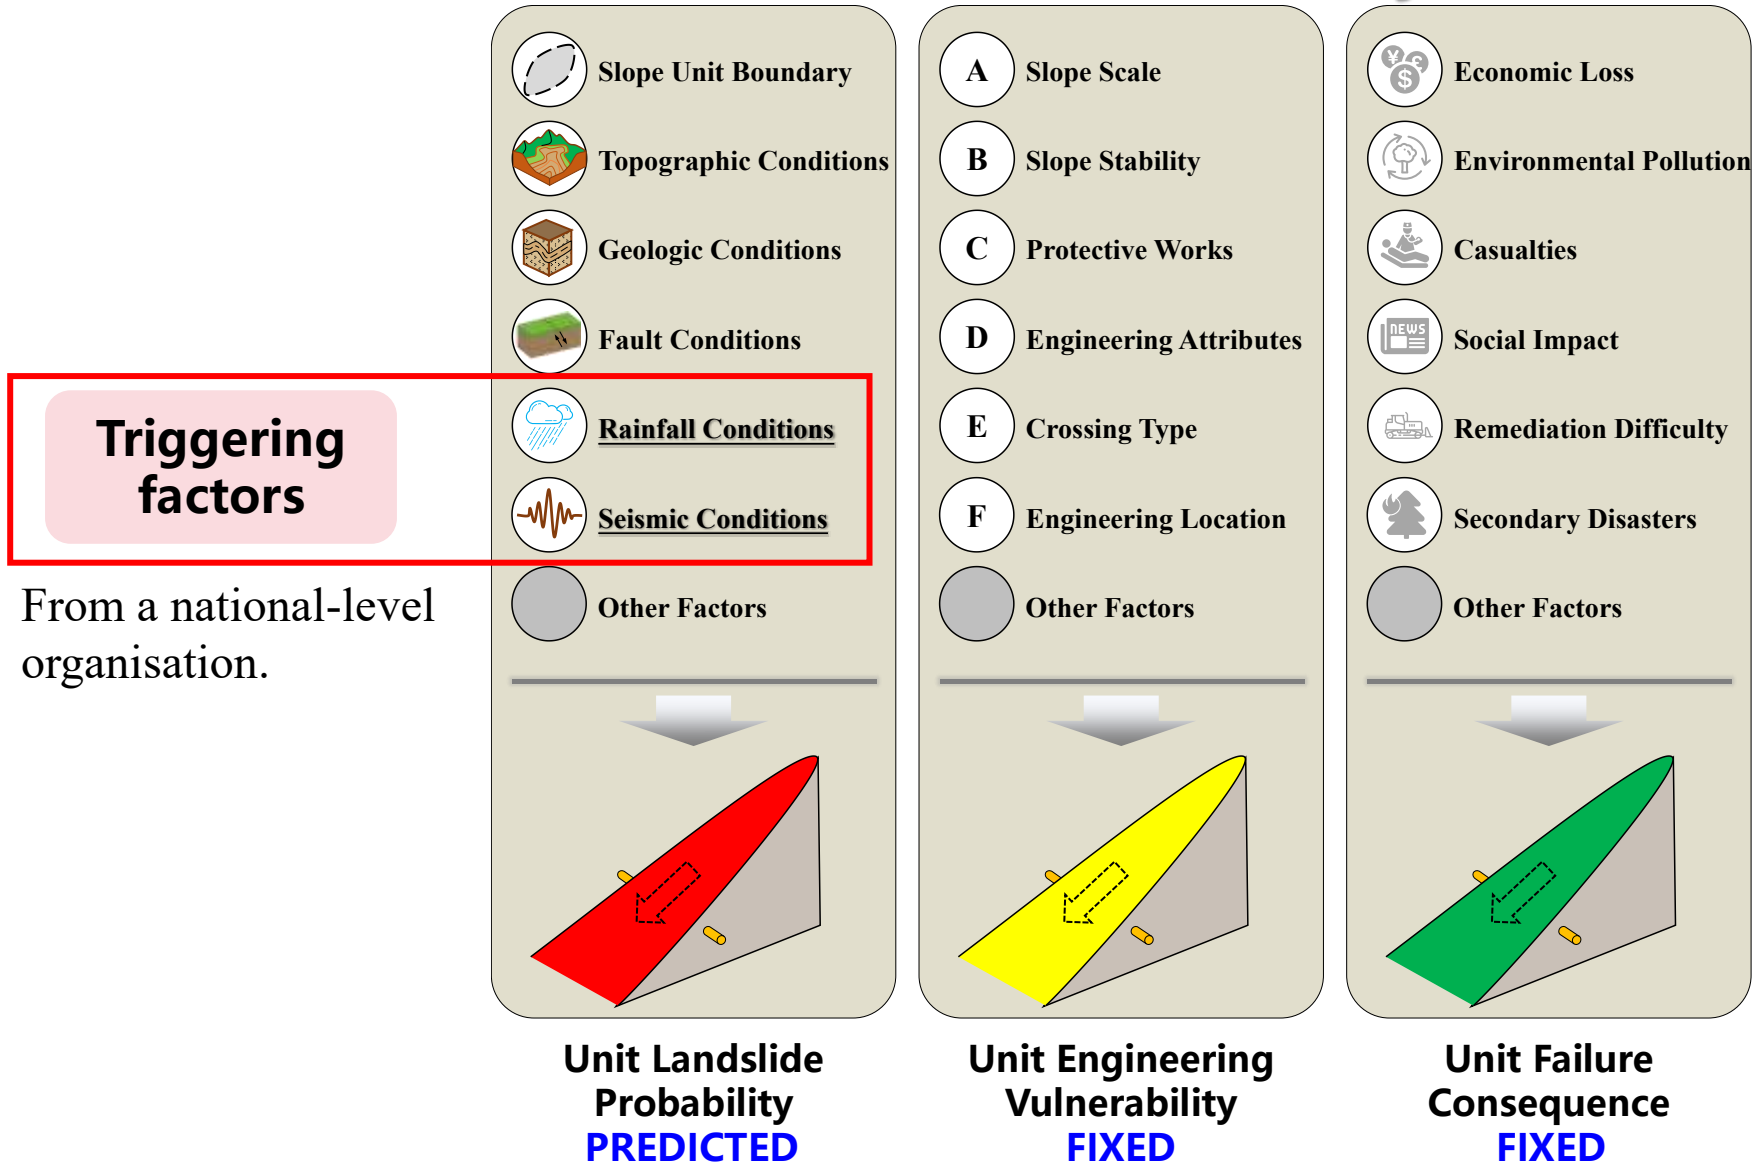 Triggering
factors
From a national-level
organisation.
Slope Unit Boundary
Topographic Conditions
Geologic Conditions
Fault Conditions
Rainfall Conditions
Seismic Conditions
Other Factors
Unit Landslide
Probability
PREDICTED
A Slope Scale
B Slope Stability
C Protective Works
D Engineering Attributes
E Crossing Type
F Engineering Location
Other Factors
Unit Engineering
Vulnerability
FIXED
¥ £ $
Economic Loss
Environmental Pollution
Casualties
NEWS
Social Impact
Remediation Difficulty
Secondary Disasters
Other Factors
Unit Failure
Consequence
FIXED